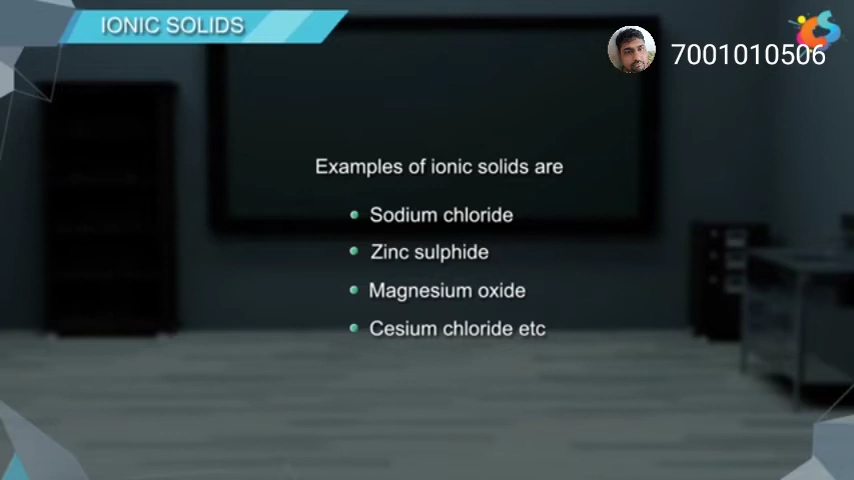 IONIC SOLIDS
7001010506
Examples of ionic solids are
Sodium chloride
Zinc sulphide
Magnesium oxide
Cesium chloride etc